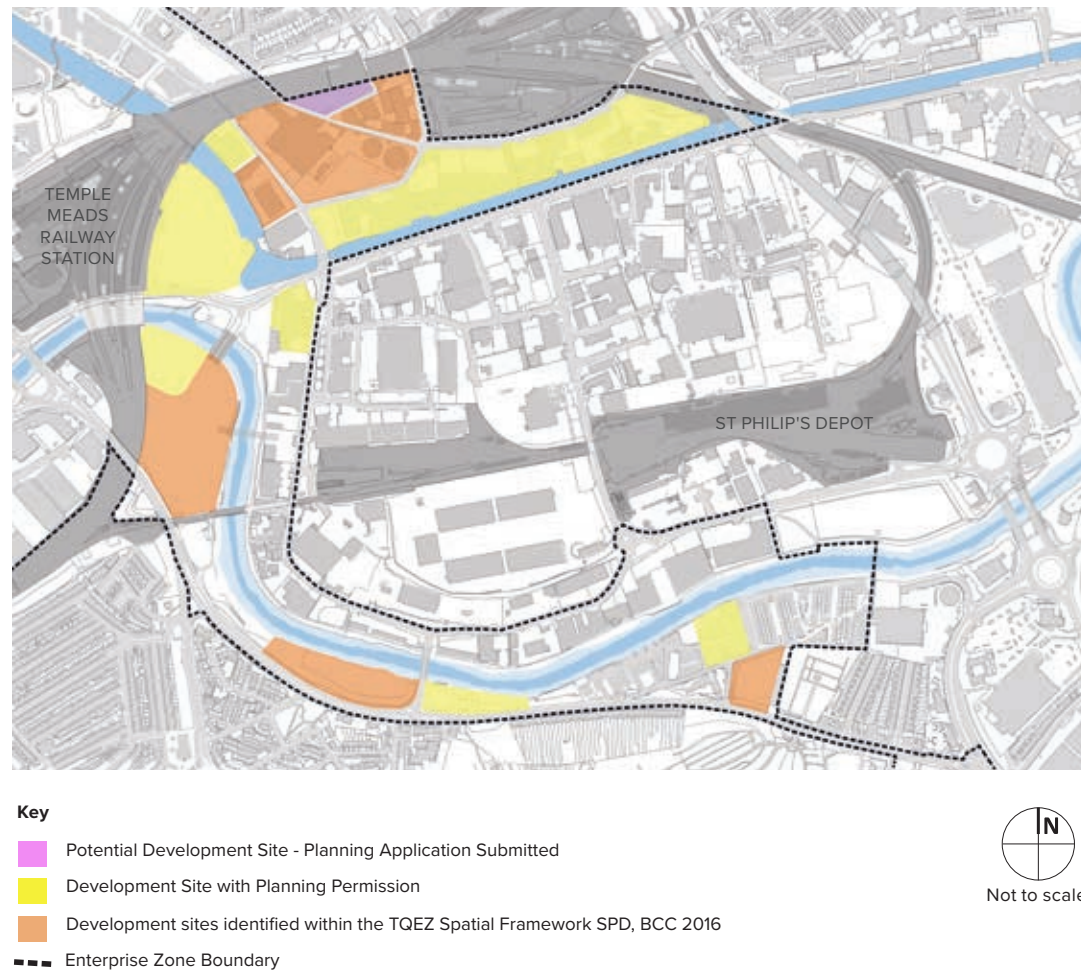 TEMPLE
MEADS
RAILWAY
STATION
ST PHILIP'S DEPOT
Key
Potential Development Site - Planning Application Submitted
Development Site with Planning Permission
Development sites identified within the TQEZ Spatial Framework SPD, BCC 2016
Enterprise Zone Boundary
N
Not to scale